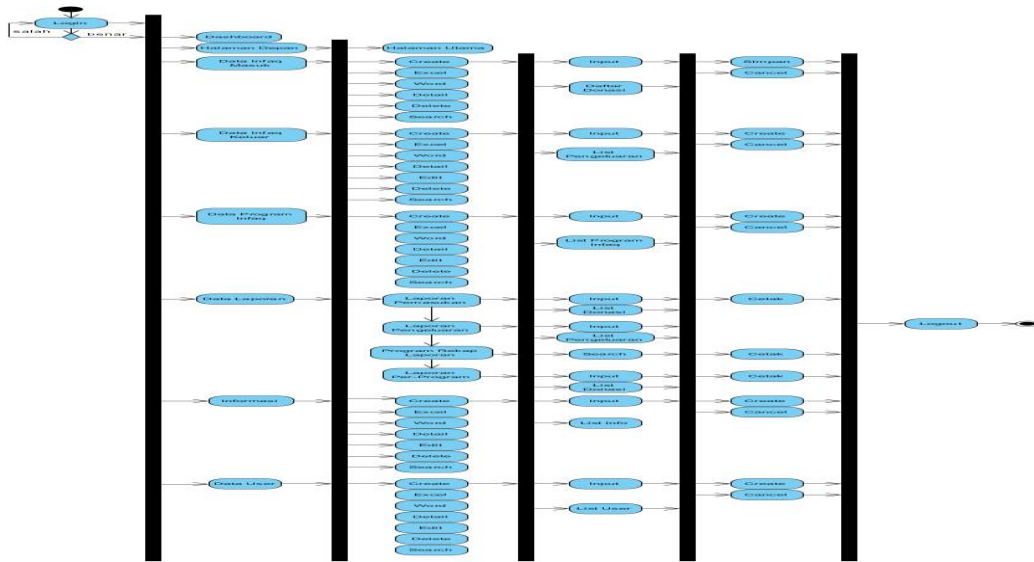 Login
salah
benar
Dashboard
Halaman Depan
Halaman Utama
Data Infaq
Masuk
Create
Input
Simpan
Excel
Cancel
Word
Daftar
Donasi
Detail
Delete
Search
Data Infaq
Keluar
Create
Input
Create
Excel
Cancel
Word
List
Pengeluaran
Detail
Edit
Delete
Search
Data Program
Infaq
Create
Input
Create
Excel
Cancel
Word
Detail
List Program
Infaq
Edit
Delete
Search
Data Laporan
Laporan
Pemasukan
Input
Cetak
List
Donasi
Laporan
Pengeluaran
Input
List
Pengeluaran
Logout
Program Rekap
Laporan
Search
Cetak
Laporan
Per-Program
Input
Cetak
List
Donasi
Informasi
Create
Input
Create
Excel
Cancel
Word
List Info
Detail
Edit
Delete
Search
Data User
Create
Input
Create
Excel
Cancel
Word
List User
Detail
Edit
Delete
Search